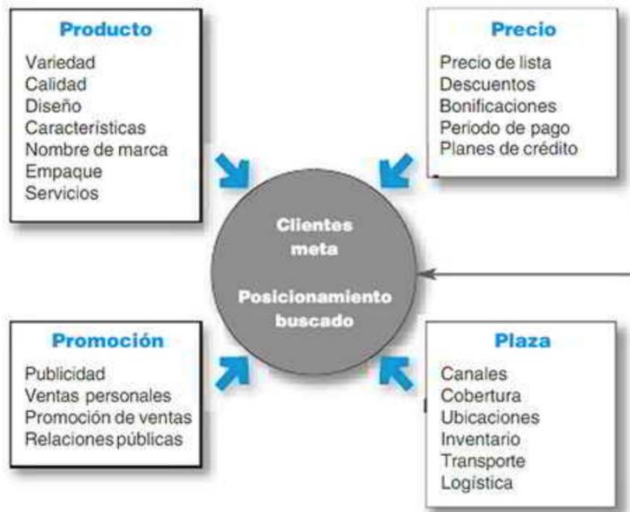 Producto
Variedad
Calidad
Diseño
Características
Nombre de marca
Empaque
Servicios
Precio
Precio de lista
Descuentos
Bonificaciones
Periodo de pago
Planes de crédito
Clientes
meta
Posicionamiento
buscado
Promoción
Publicidad
Ventas personales
Promoción de ventas
Relaciones públicas
Plaza
Canales
Cobertura
Ubicaciones
Inventario
Transporte
Logística